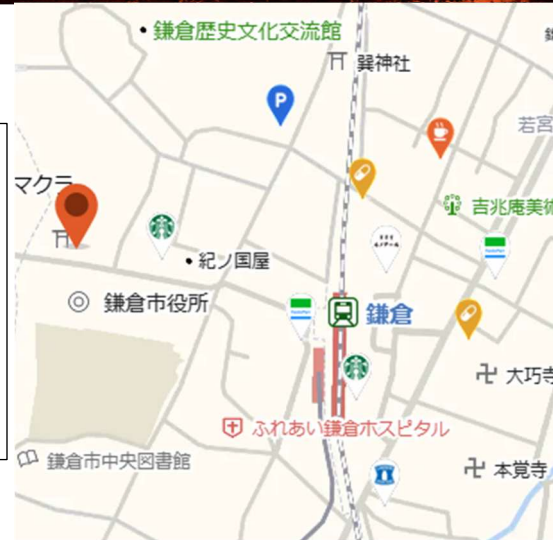 鎌倉歴史文化交流館
巽神社
P
若宮
マクラ
吉兆庵美術
紀ノ国屋
鎌倉市役所
鎌倉
大巧寺
ふれあい鎌倉ホスピタル
鎌倉市中央図書館
本覚寺